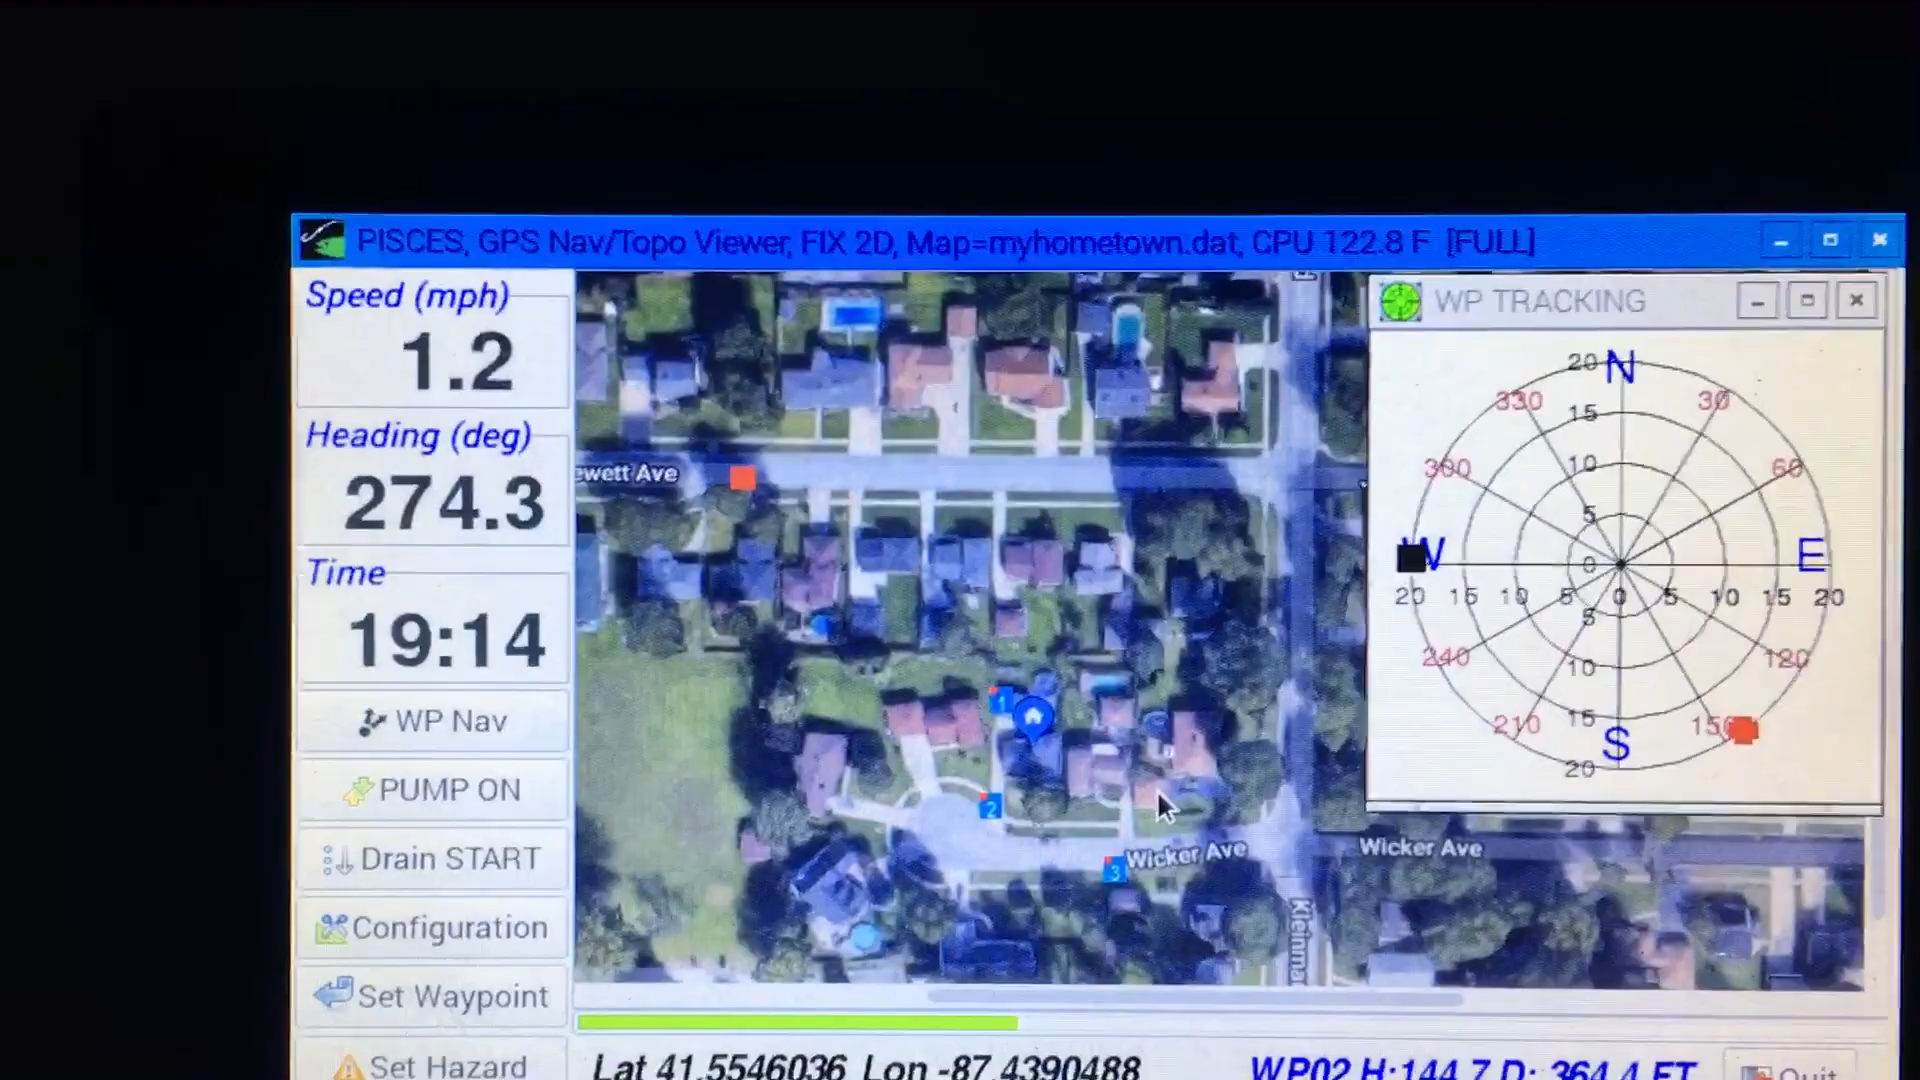 PISCES, GPS Nav/Topo Viewer, FIX 2D, Map=myhometown.dat, CPU 122.8 F [FULL]
Speed (mph)
1.2
Heading (deg)
274.3
Time
19:14
WP Nav
PUMP ON
Drain START
Configuration
Set Waypoint
Set Hazard
ewett Ave
1
2
3
Wicker Ave
Wicker Ave
Kleinma
WP TRACKING
20 N
330 15 30
300 10 60
5
W 0 E
20 15 10 5 0 5 10 15 20
5
240 10 120
210 15 150
S
20
Lat 41.5546036 Lon -87.4390488
WP02 H:144.7 D: 364.4 FT
Quit